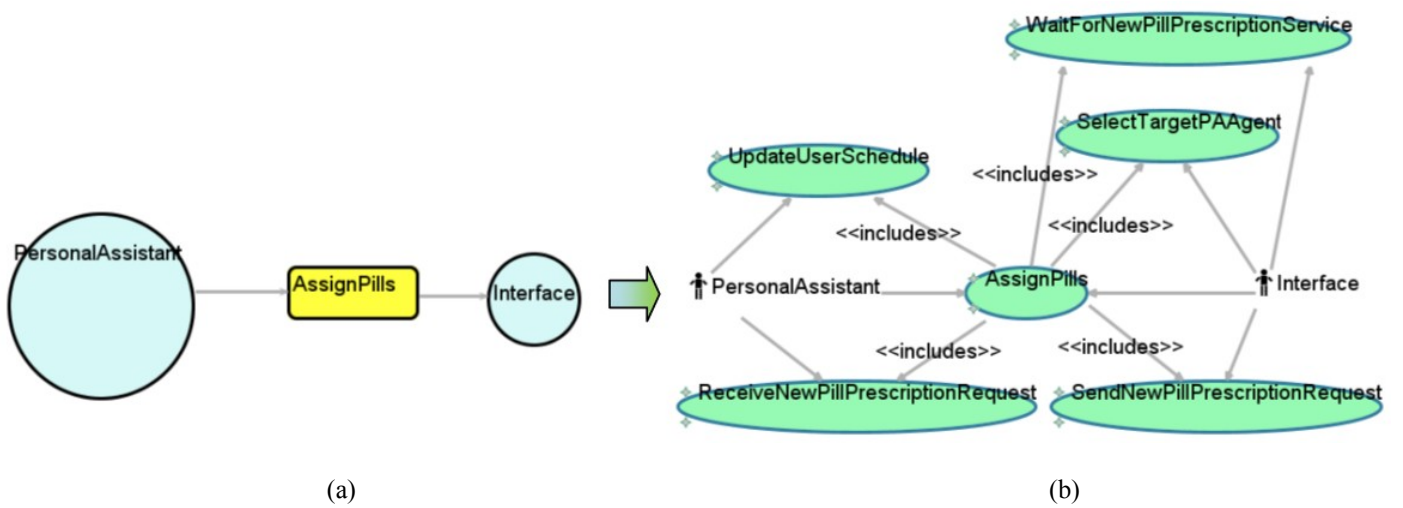 PersonalAssistant
AssignPills
Interface
(a)
WaitForNewPillPrescriptionService
SelectTargetPAAgent
UpdateUserSchedule
<<includes>>
<<includes>>
<<includes>>
PersonalAssistant
AssignPills
Interface
<<includes>>
<<includes>>
ReceiveNewPillPrescriptionRequest
SendNewPillPrescriptionRequest
(b)